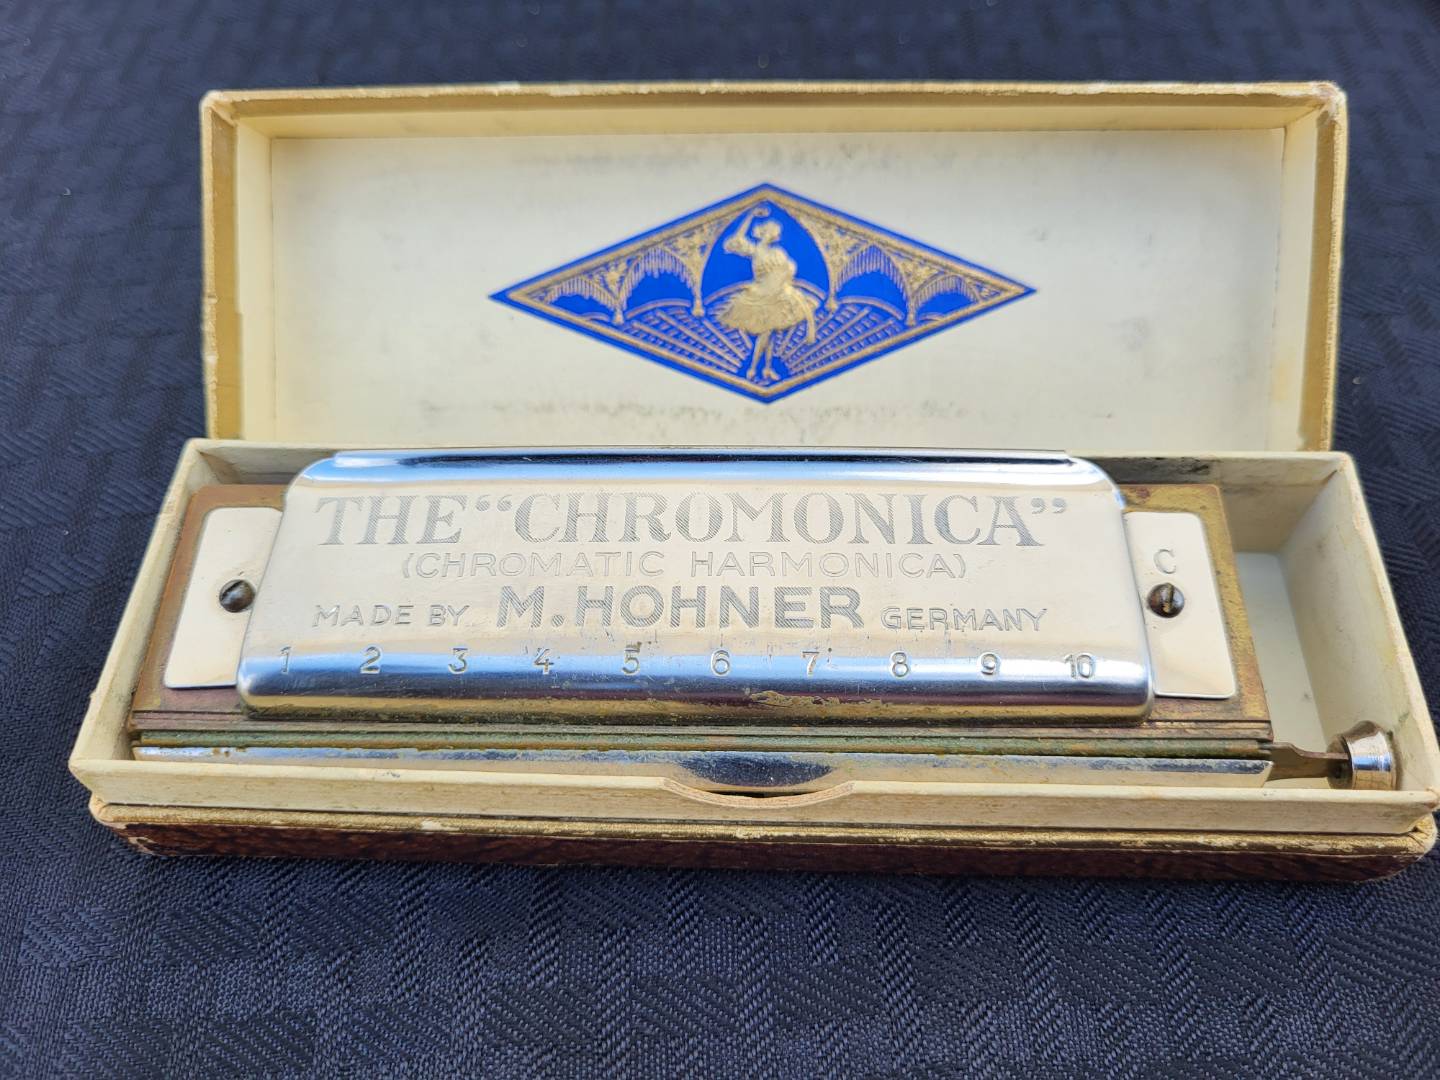 THE “CHROMONICA”
(CHROMATIC HARMONICA)
C
MADE BY M. HOHNER GERMANY
1 2 3 4 5 6 7 8 9 10